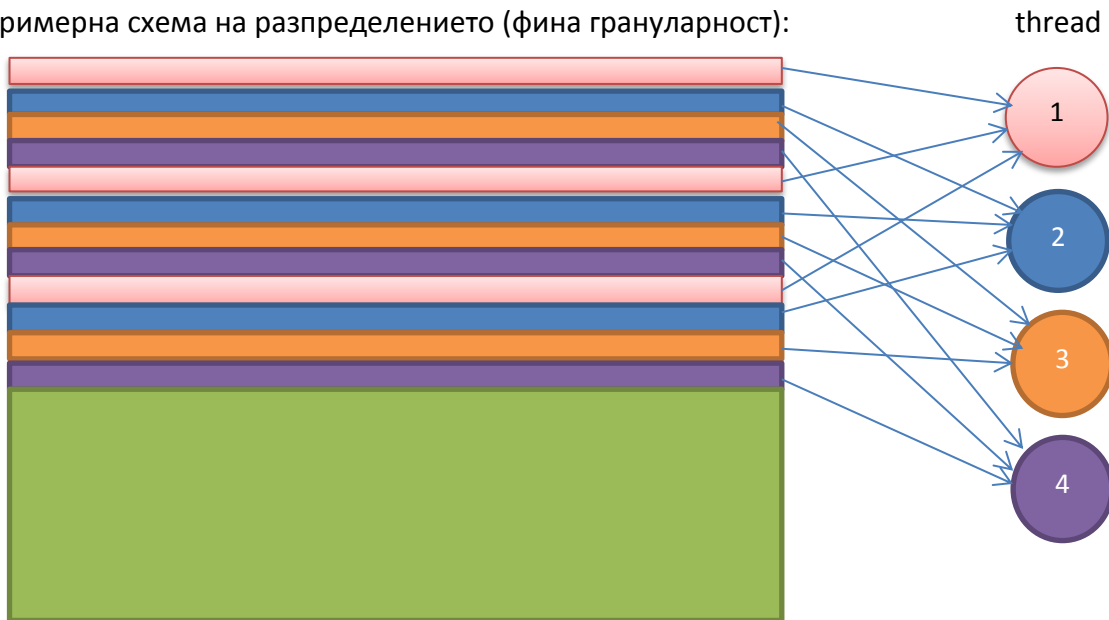 римерна схема на разпределението (фина грануларност):
thread
1
2
3
4